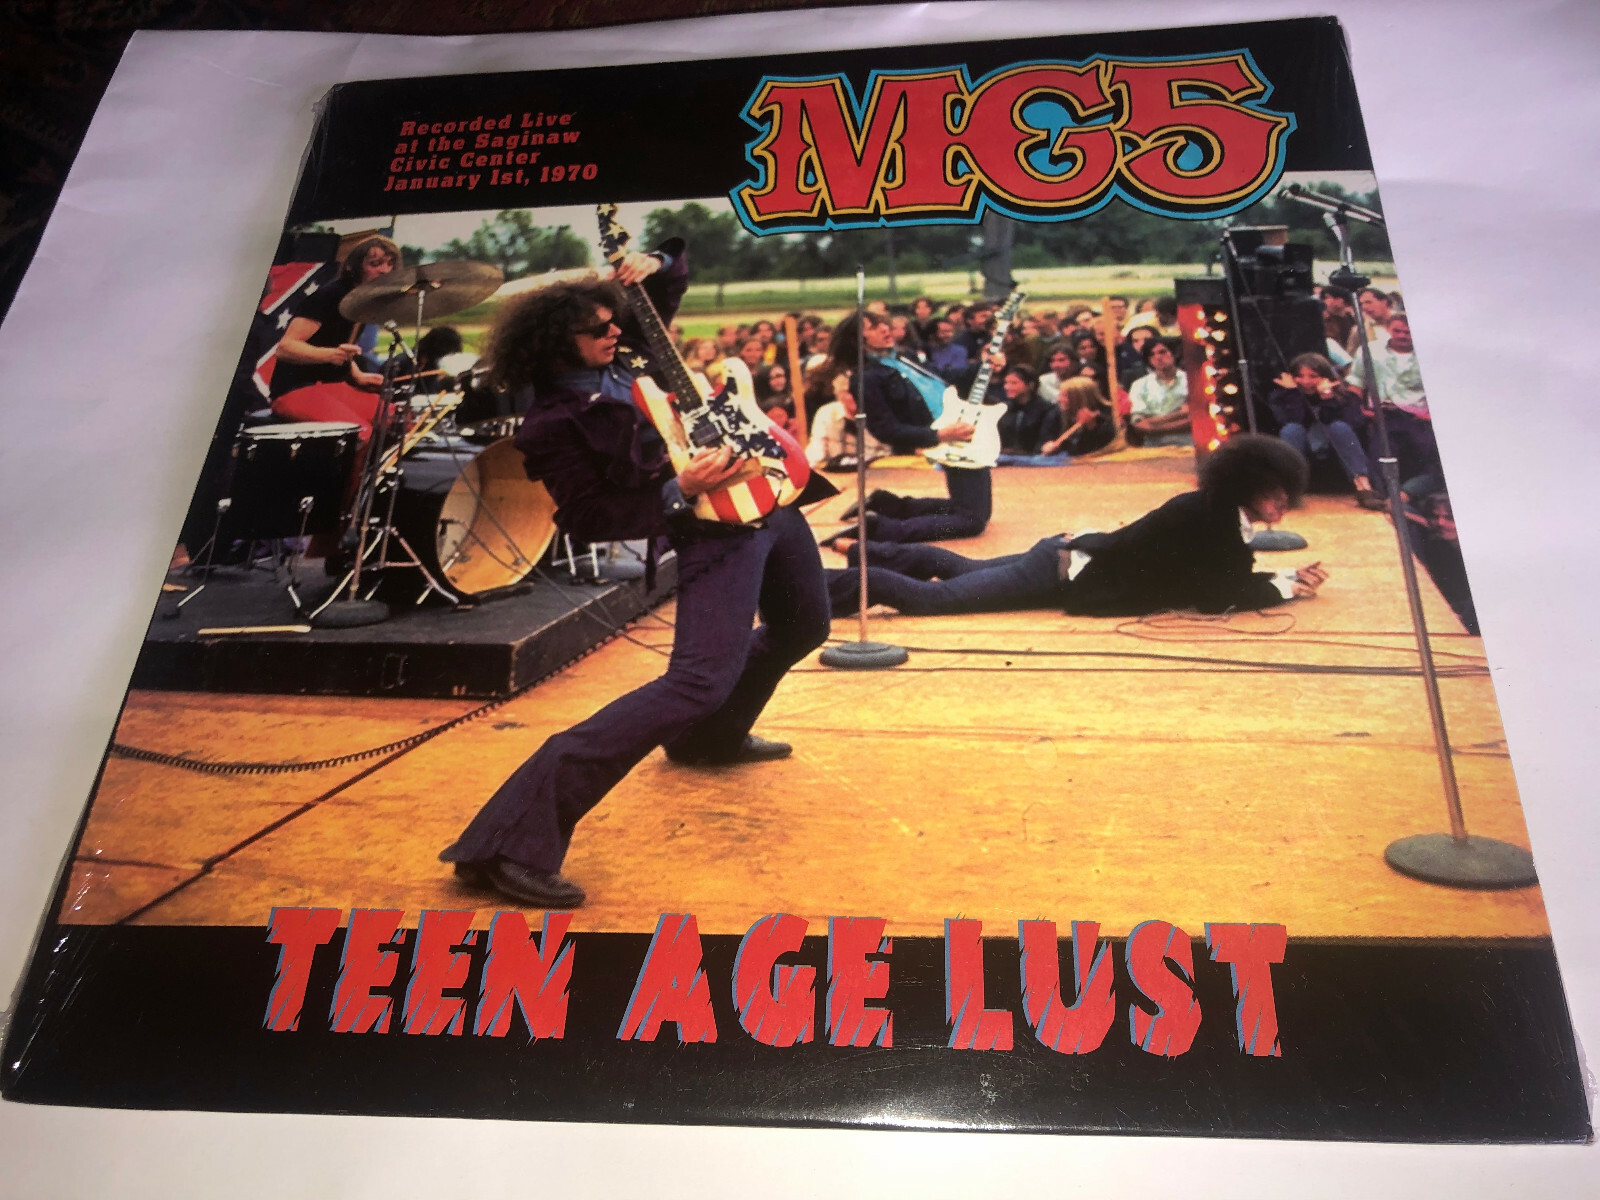 Recorded Live
at the Saginaw
Civic Center
January 1st, 1970
MC5
TEEN AGE LUST